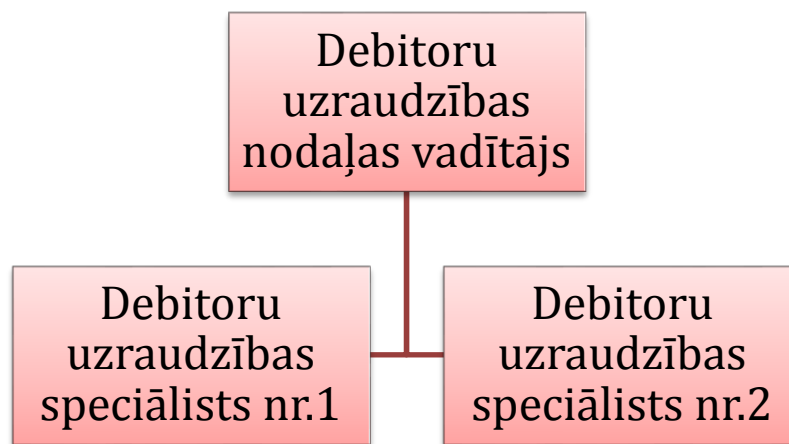 Debitoru
uzraudzības
nodaļas vadītājs
Debitoru
uzraudzības
speciālists nr.1
Debitoru
uzraudzības
speciālists nr.2